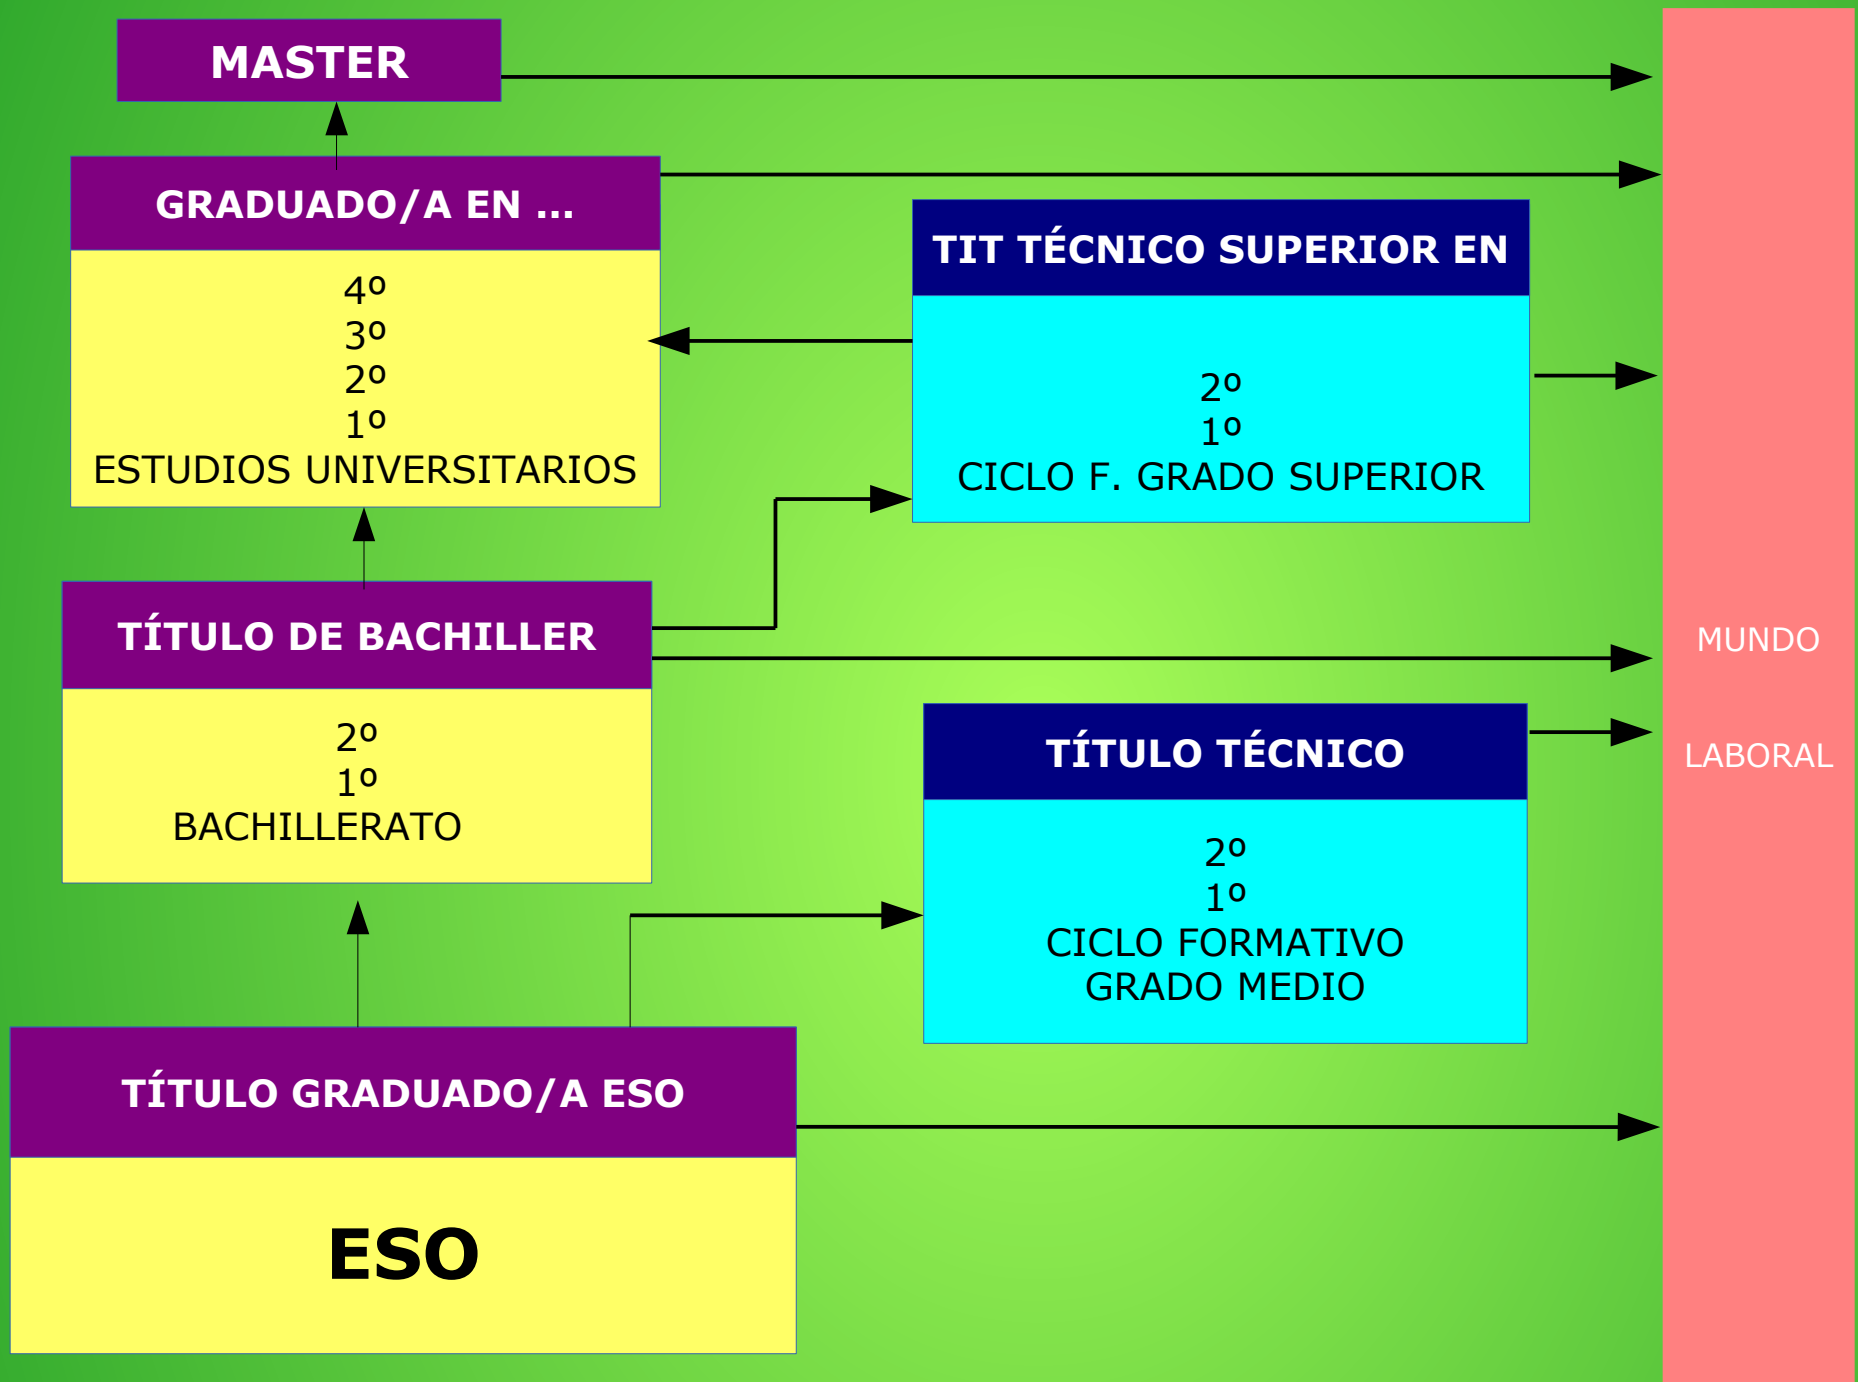 MASTER
GRADUADO/A EN ...
4º
3º
2º
1º
ESTUDIOS UNIVERSITARIOS
TIT TÉCNICO SUPERIOR EN
2º
1º
CICLO F. GRADO SUPERIOR
TÍTULO DE BACHILLER
2º
1º
BACHILLERATO
TÍTULO TÉCNICO
2º
1º
CICLO FORMATIVO
GRADO MEDIO
TÍTULO GRADUADO/A ESO
ESO
MUNDO
LABORAL